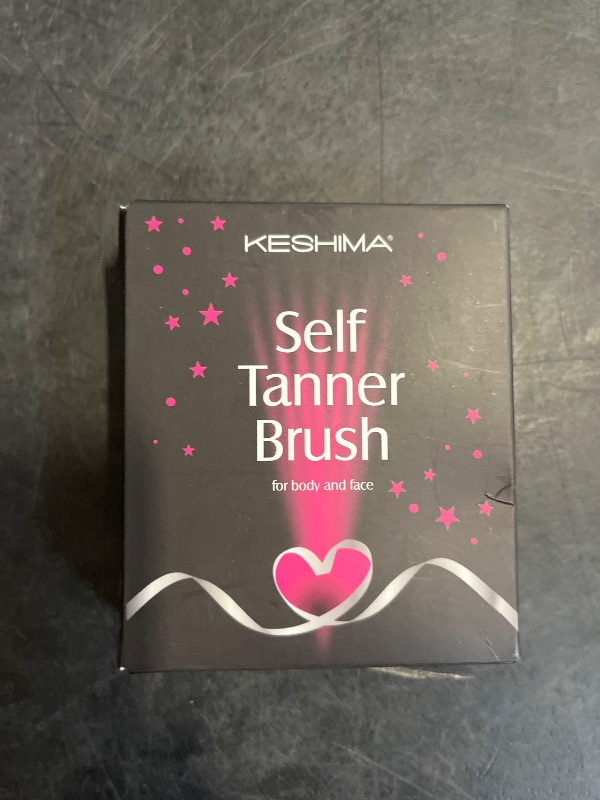 KESHIMA®
Self
Tanner
Brush
for body and face